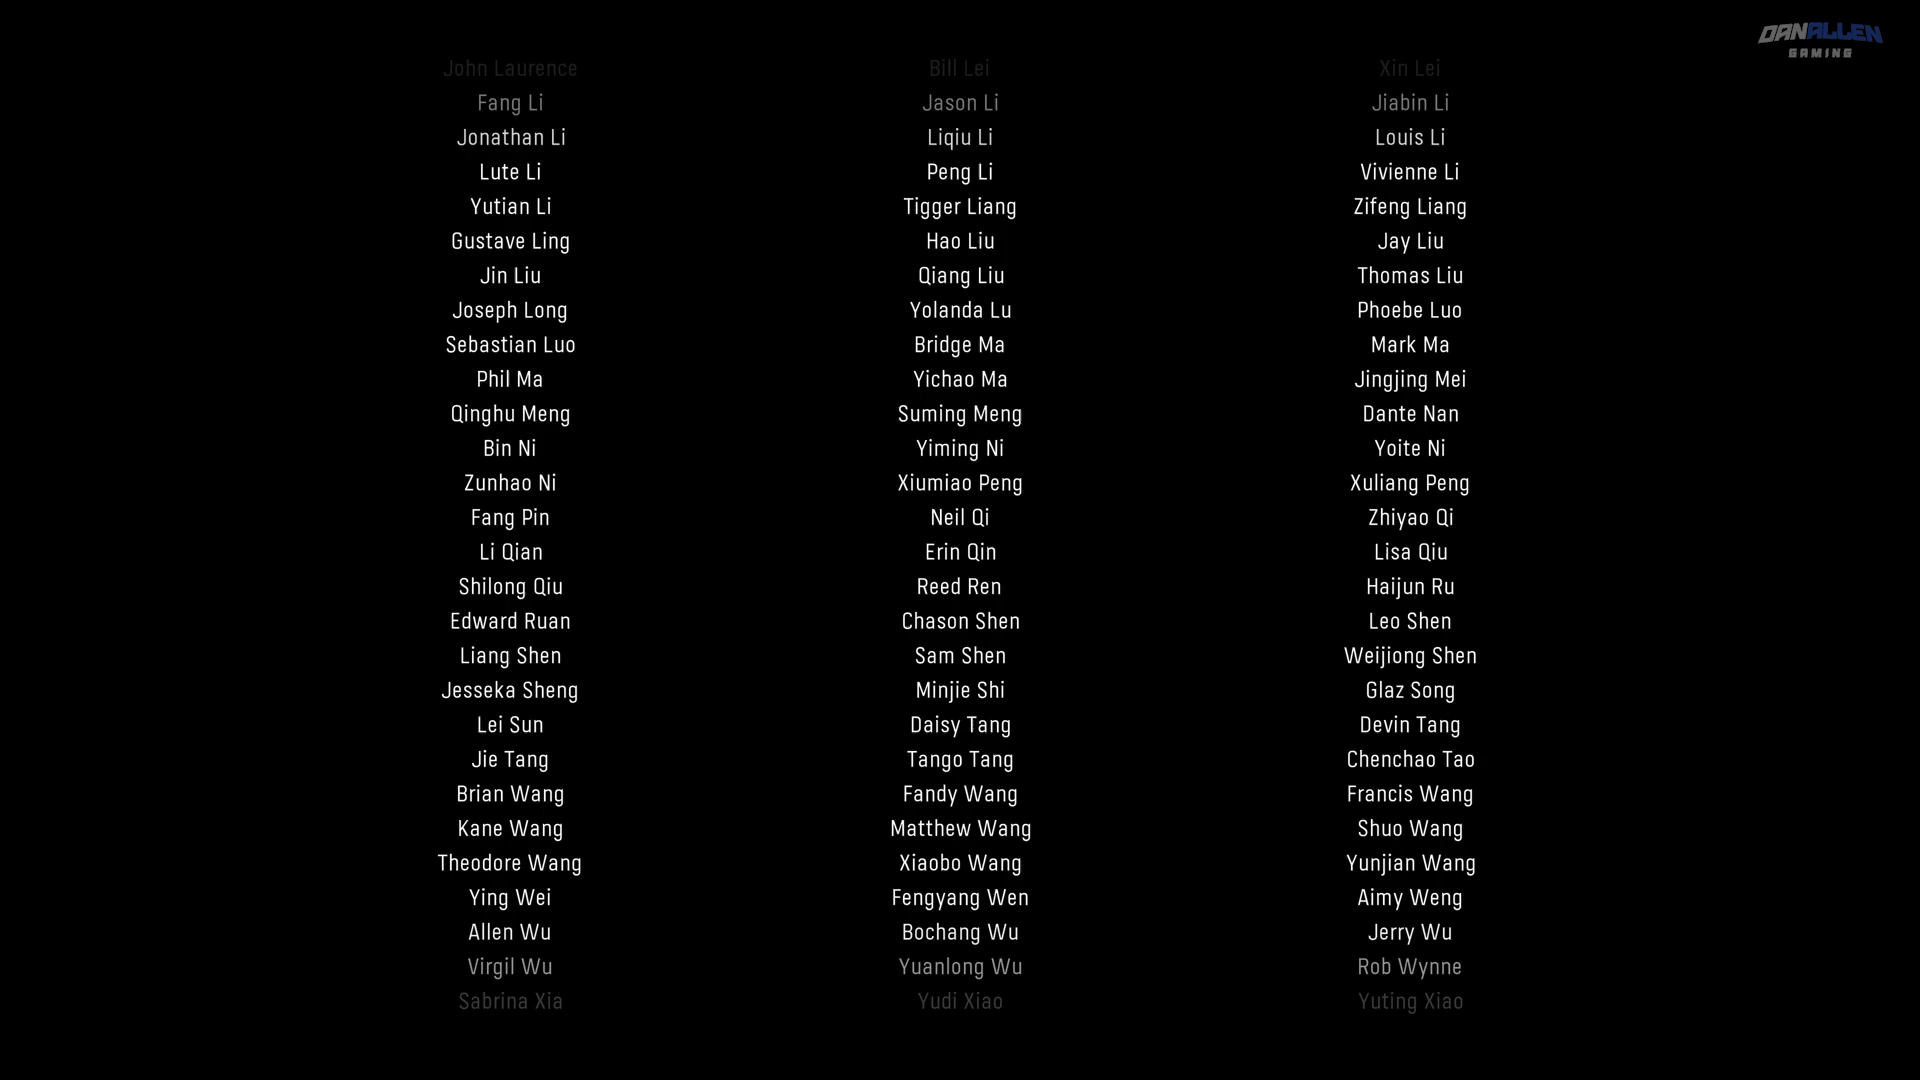 DANALLEN
GAMING
John Laurence Bill Lei Xin Lei
Fang Li Jason Li Jiabin Li
Jonathan Li Liqiu Li Louis Li
Lute Li Peng Li Vivienne Li
Yutian Li Tigger Liang Zifeng Liang
Gustave Ling Hao Liu Jay Liu
Jin Liu Qiang Liu Thomas Liu
Joseph Long Yolanda Lu Phoebe Luo
Sebastian Luo Bridge Ma Mark Ma
Phil Ma Yichao Ma Jingjing Mei
Qinghu Meng Suming Meng Dante Nan
Bin Ni Yiming Ni Yoite Ni
Zunhao Ni Xiumiao Peng Xuliang Peng
Fang Pin Neil Qi Zhiyao Qi
Li Qian Erin Qin Lisa Qiu
Shilong Qiu Reed Ren Haijun Ru
Edward Ruan Chason Shen Leo Shen
Liang Shen Sam Shen Weijiong Shen
Jesseka Sheng Minjie Shi Glaz Song
Lei Sun Daisy Tang Devin Tang
Jie Tang Tango Tang Chenchao Tao
Brian Wang Fandy Wang Francis Wang
Kane Wang Matthew Wang Shuo Wang
Theodore Wang Xiaobo Wang Yunjian Wang
Ying Wei Fengyang Wen Aimy Weng
Allen Wu Bochang Wu Jerry Wu
Virgil Wu Yuanlong Wu Rob Wynne
Sabrina Xia Yudi Xiao Yuting Xiao